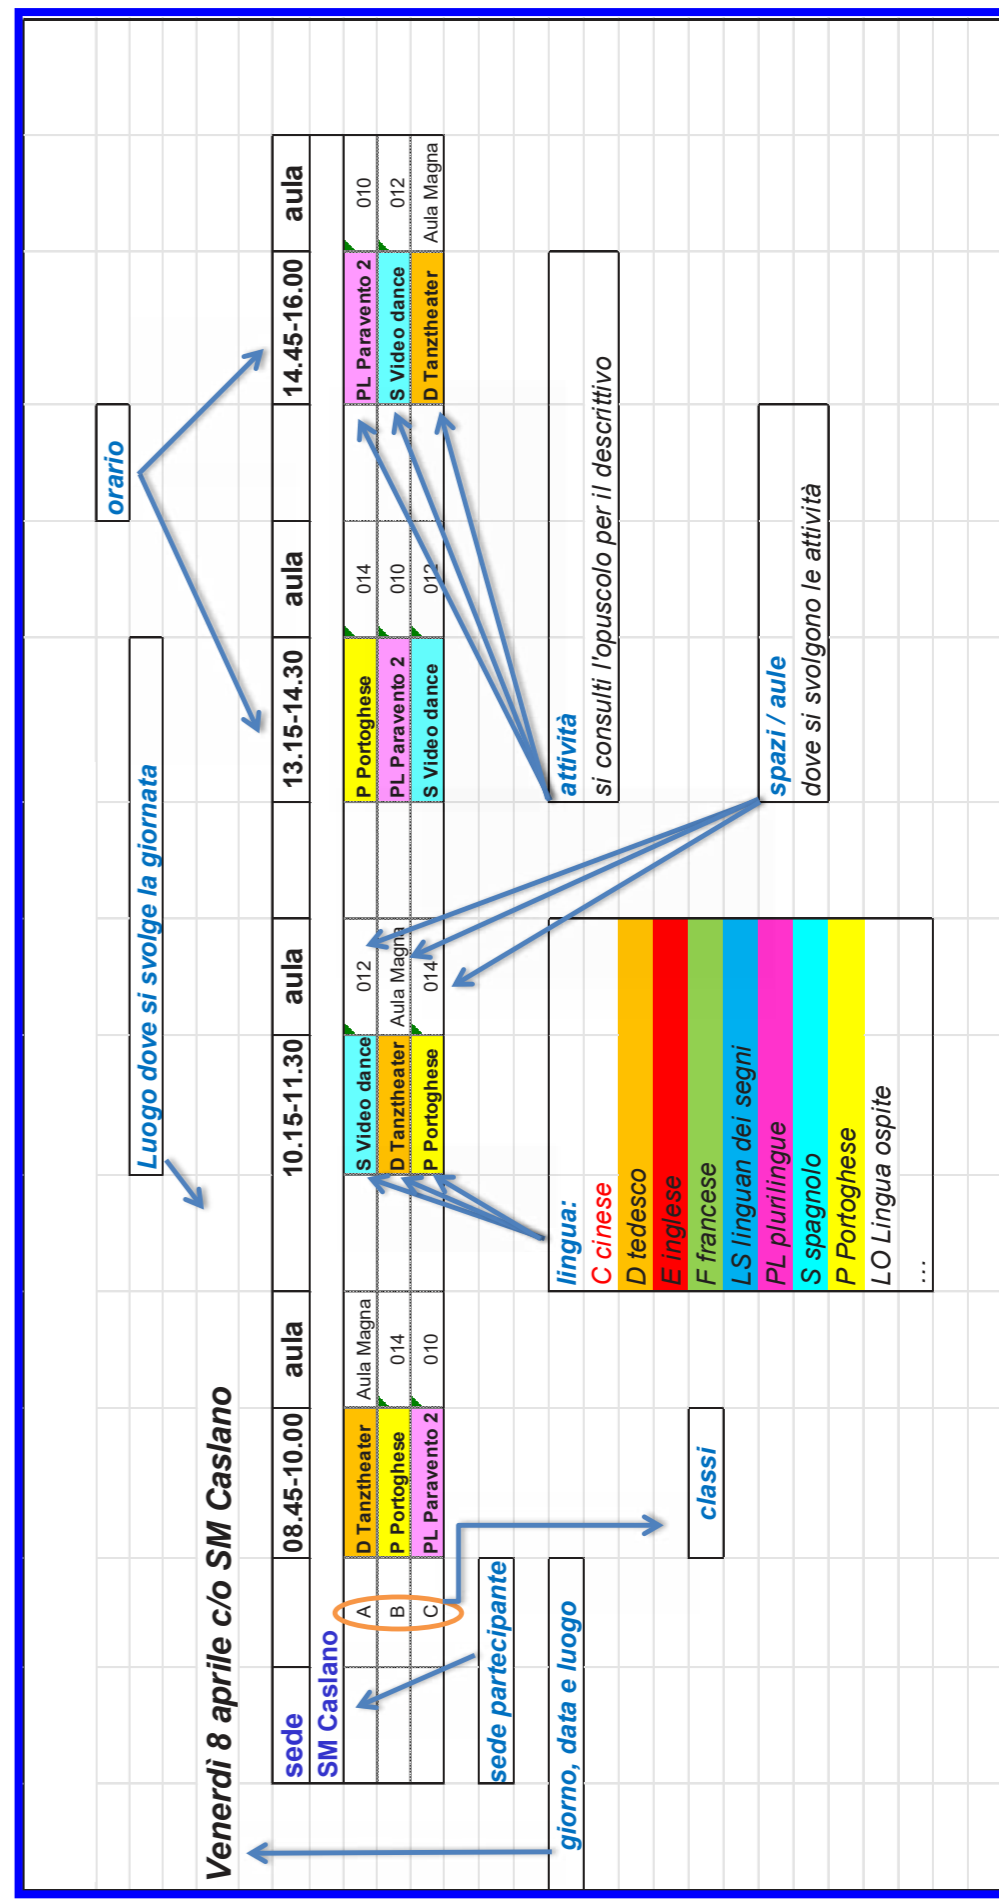 orario
Luogo dove si svolge la giornata
Venerdì 8 aprile c/o SM Caslano
sede 08.45-10.00 aula 10.15-11.30 aula 13.15-14.30 aula 14.45-16.00 aula
SM Caslano
A D Tanztheater Aula Magna S Video dance 012 P Portoghese 014 PL Paravento 2 010
B P Portoghese 014 D Tanztheater Aula Magna PL Paravento 2 010 S Video dance 012
C PL Paravento 2 010 P Portoghese 014 S Video dance 012 D Tanztheater Aula Magna
sede partecipante
giorno, data e luogo
classi
lingua:
C cinese
D tedesco
E inglese
F francese
LS linguan dei segni
PL plurilingue
S spagnolo
P Portoghese
LO Lingua ospite
…
attività
si consulti l'opuscolo per il descrittivo
spazi / aule
dove si svolgono le attività